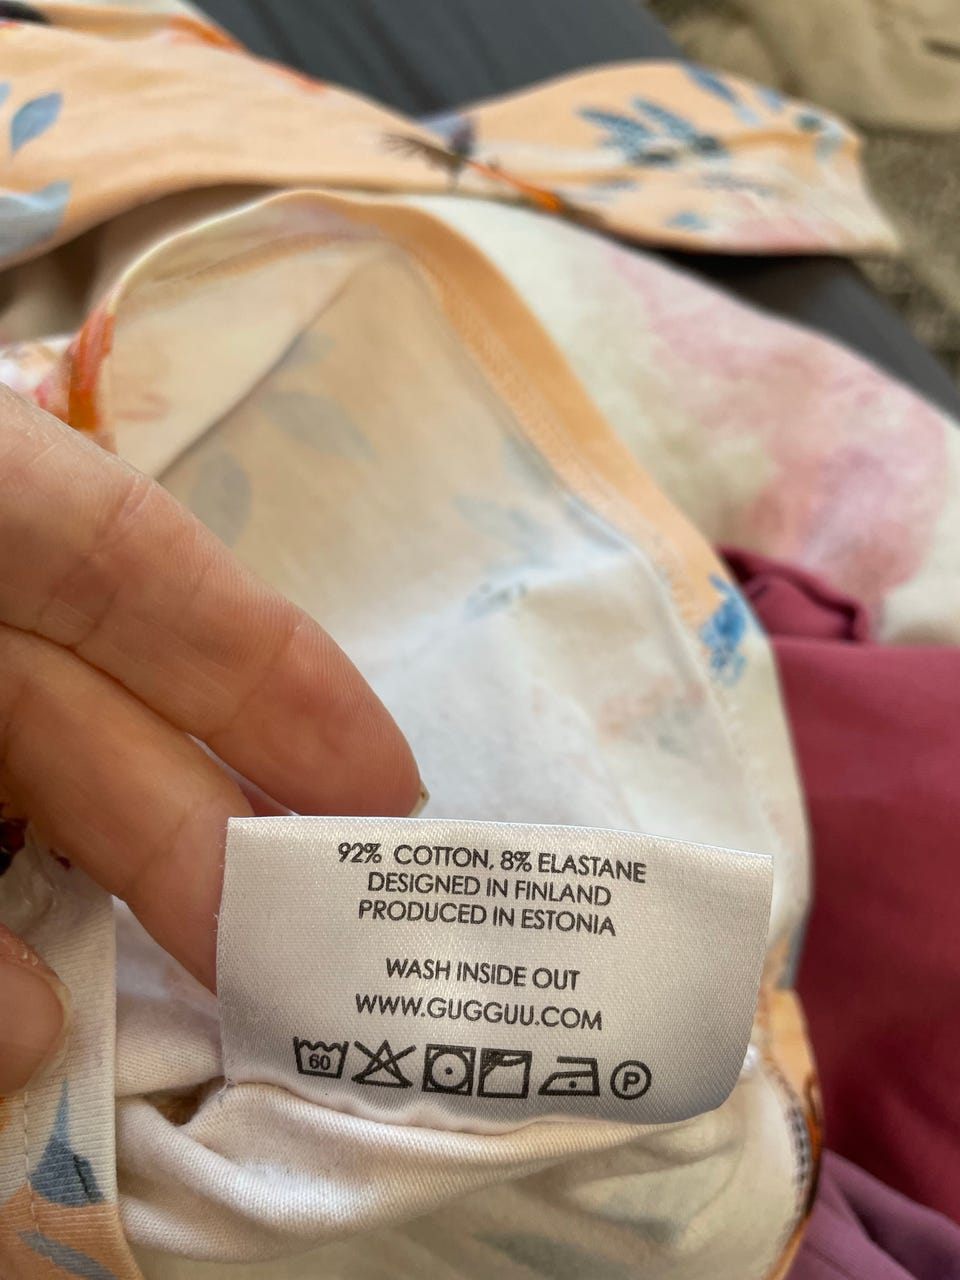 92% COTTON, 8% ELASTANE
DESIGNED IN FINLAND
PRODUCED IN ESTONIA
WASH INSIDE OUT
WWW.GUGGUU.COM
60 P